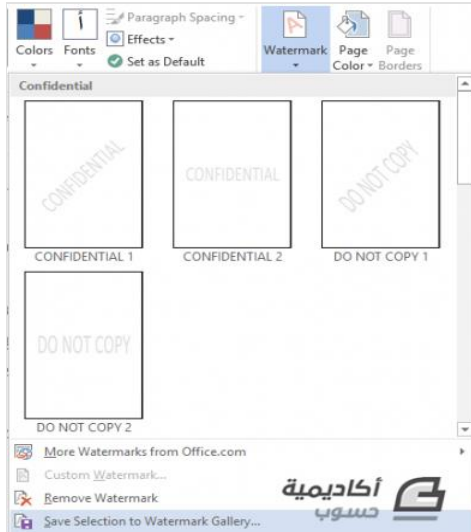 Colors
Fonts
Paragraph Spacing
Effects
Set as Default
Watermark
Page Color
Page Borders
Confidential
CONFIDENTIAL
CONFIDENTIAL
DO NOT COPY
CONFIDENTIAL 1
CONFIDENTIAL 2
DO NOT COPY 1
DO NOT COPY
DO NOT COPY 2
More Watermarks from Office.com
Custom Watermark...
Remove Watermark
Save Selection to Watermark Gallery...
أكاديمية
حسوب